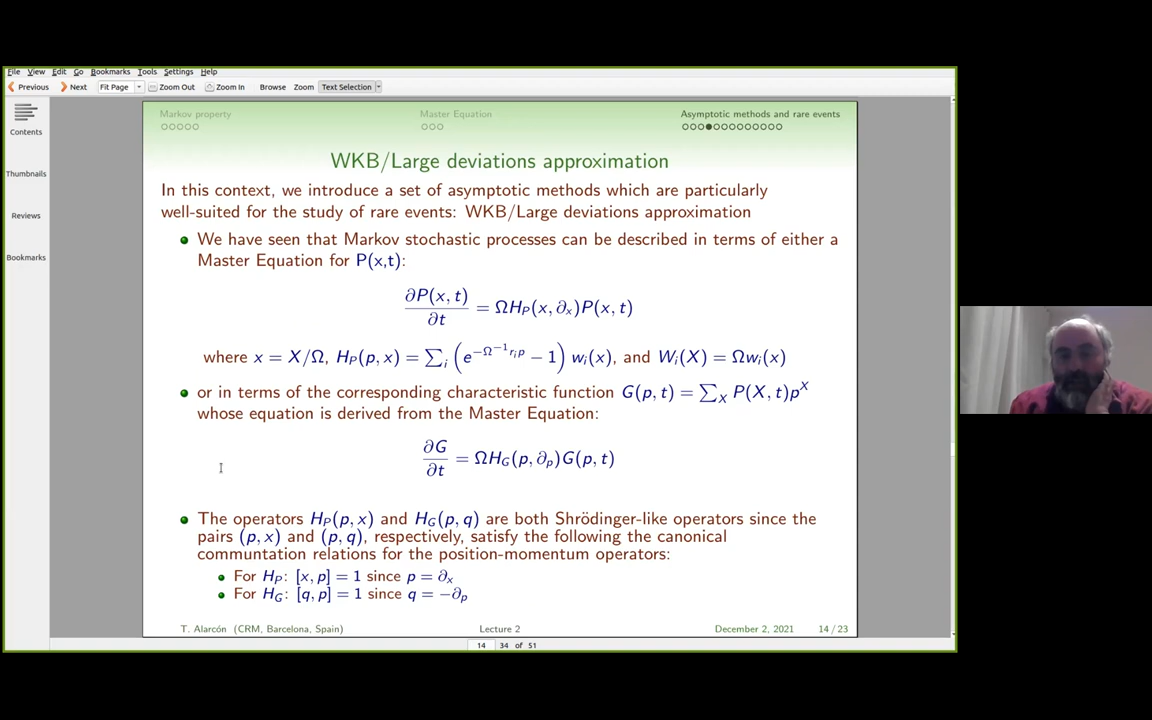 File View Edit Go Bookmarks Tools Settings Help
Previous Next Fit Page Zoom Out Zoom In Browse Zoom Text Selection
Contents
Thumbnails
Reviews
Bookmarks
Markov property Master Equation Asymptotic methods and rare events
WKB/Large deviations approximation
In this context, we introduce a set of asymptotic methods which are particularly
well-suited for the study of rare events: WKB/Large deviations approximation
We have seen that Markov stochastic processes can be described in terms of either a
Master Equation for P(x,t):
∂P(x, t)/∂t = ΩH_P(x, ∂_x)P(x, t)
where x = X/Ω, H_P(p, x) = ∑_i (e^{−Ω^{−1}r_i p} − 1) w_i(x), and W_i(X) = Ωw_i(x)
or in terms of the corresponding characteristic function G(p, t) = ∑_X P(X, t)p^X
whose equation is derived from the Master Equation:
∂G/∂t = ΩH_G(p, ∂_p)G(p, t)
The operators H_P(p, x) and H_G(p, q) are both Shrödinger-like operators since the
pairs (p, x) and (p, q), respectively, satisfy the following the canonical
communtation relations for the position-momentum operators:
For H_P: [x, p] = 1 since p = ∂_x
For H_G: [q, p] = 1 since q = −∂_p
T. Alarcón (CRM, Barcelona, Spain) Lecture 2 December 2, 2021 14 / 23
14 34 of 51